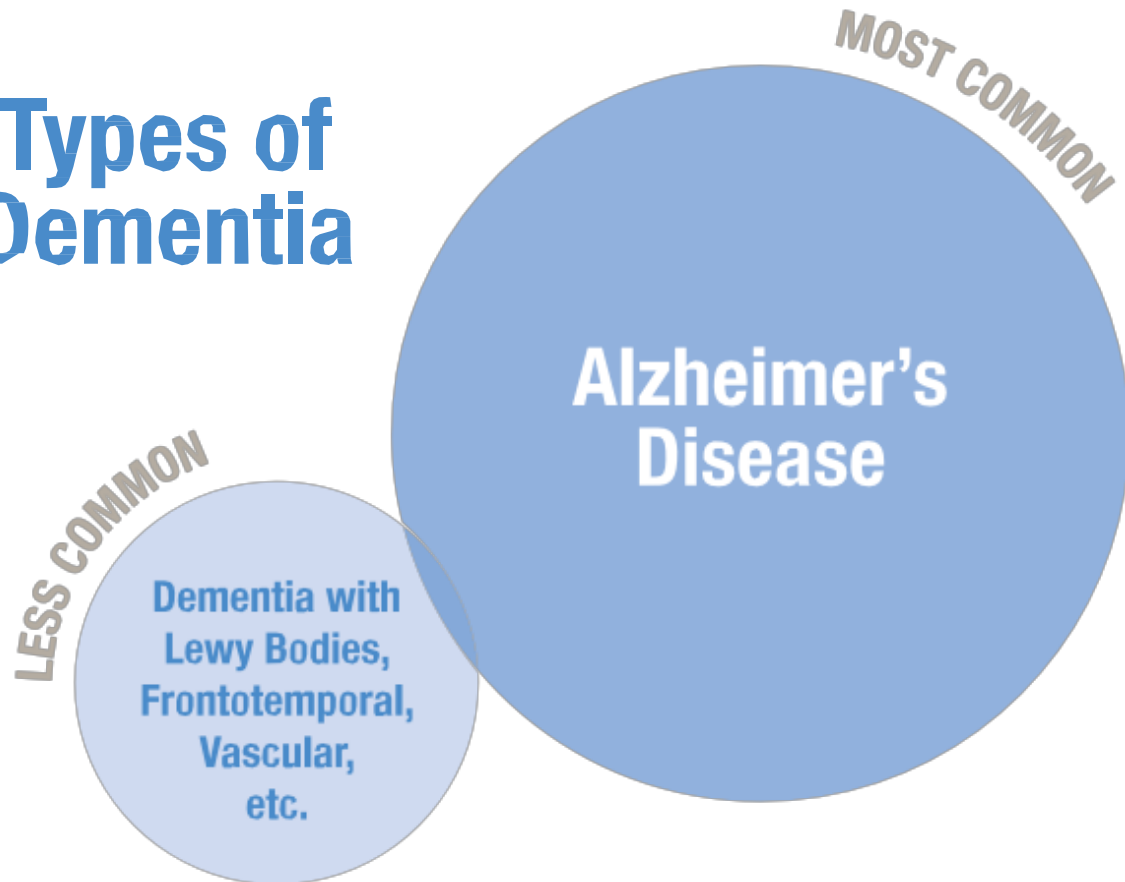 Types of
Dementia
MOST COMMON
Alzheimer’s
Disease
LESS COMMON
Dementia with
Lewy Bodies,
Frontotemporal,
Vascular,
etc.